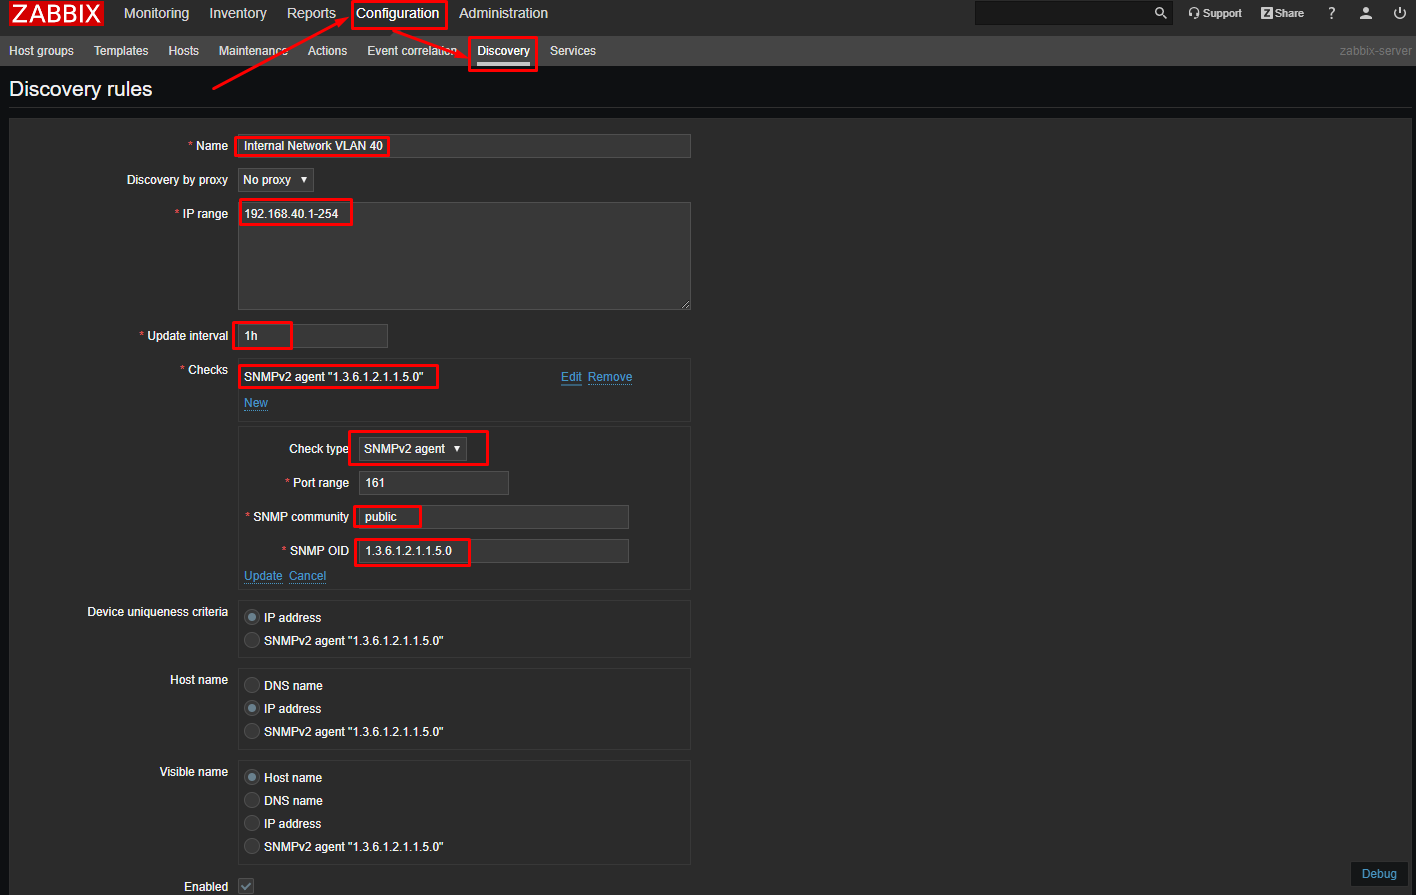 ZABBIX Monitoring Inventory Reports Configuration Administration Support Z Share ?
Host groups Templates Hosts Maintenance Actions Event correlation Discovery Services zabbix-server
Discovery rules
* Name Internal Network VLAN 40
Discovery by proxy No proxy ▼
* IP range 192.168.40.1-254
* Update interval 1h
* Checks SNMPv2 agent "1.3.6.1.2.1.1.5.0" Edit Remove
New
Check type SNMPv2 agent ▼
* Port range 161
* SNMP community public
* SNMP OID 1.3.6.1.2.1.1.5.0
Update Cancel
Device uniqueness criteria IP address
SNMPv2 agent "1.3.6.1.2.1.1.5.0"
Host name DNS name
IP address
SNMPv2 agent "1.3.6.1.2.1.1.5.0"
Visible name Host name
DNS name
IP address
SNMPv2 agent "1.3.6.1.2.1.1.5.0"
Enabled
Debug